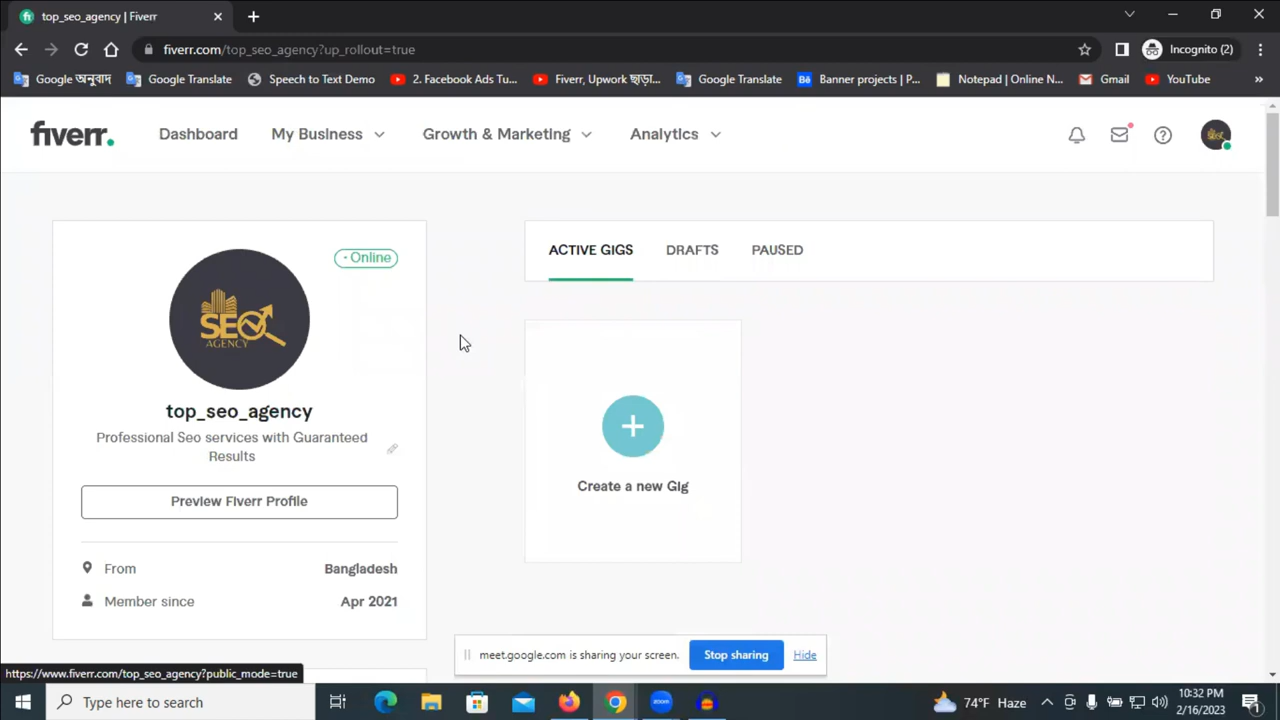 top_seo_agency | Fiverr
fiverr.com/top_seo_agency?up_rollout=true
Incognito (2)
Google অনুবাদ
Google Translate
Speech to Text Demo
2. Facebook Ads Tu...
Fiverr, Upwork ছাড়া...
Google Translate
Bē
Banner projects | P...
Notepad | Online N...
Gmail
YouTube
»
fiverr.
Dashboard
My Business
Growth & Marketing
Analytics
Online
SEO
AGENCY
top_seo_agency
Professional Seo services with Guaranteed
Results
Preview Fiverr Profile
From
Bangladesh
Member since
Apr 2021
ACTIVE GIGS
DRAFTS
PAUSED
Create a new Gig
meet.google.com is sharing your screen.
Stop sharing
Hide
https://www.fiverr.com/top_seo_agency?public_mode=true
Type here to search
zoom
74°F Haze
10:32 PM
2/16/2023
1